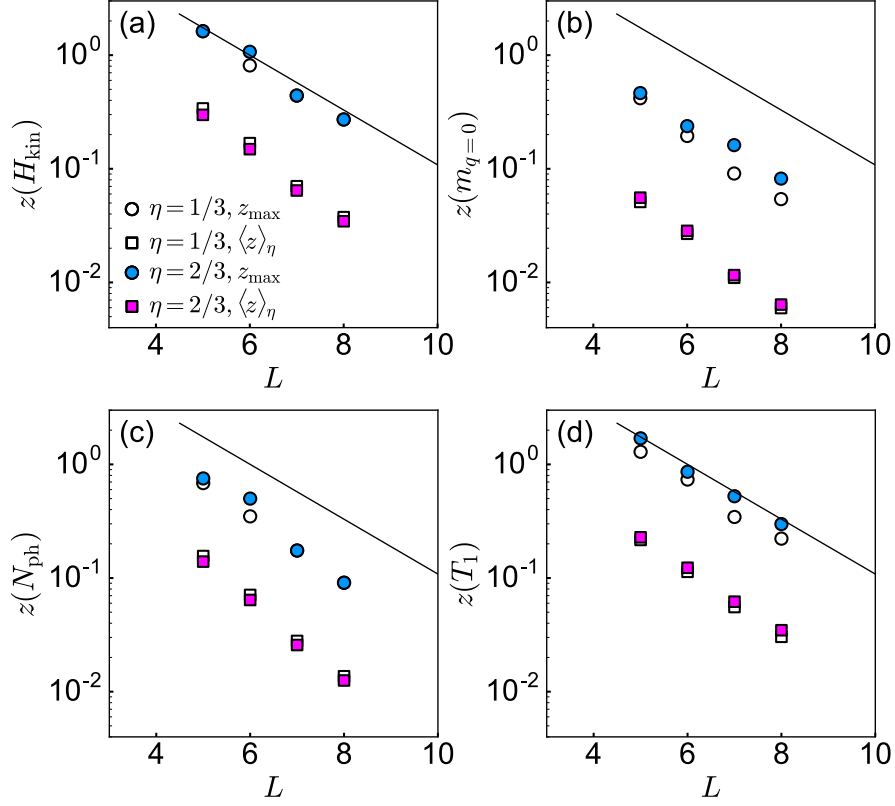 (a)
10^0
10^-1
10^-2
z(H_kin)
η = 1/3, z_max
η = 1/3, ⟨z⟩_η
η = 2/3, z_max
η = 2/3, ⟨z⟩_η
4 6 8 10
L
(b)
10^0
10^-1
10^-2
z(m_q=0)
4 6 8 10
L
(c)
10^0
10^-1
10^-2
z(N_ph)
4 6 8 10
L
(d)
10^0
10^-1
10^-2
z(T_1)
4 6 8 10
L